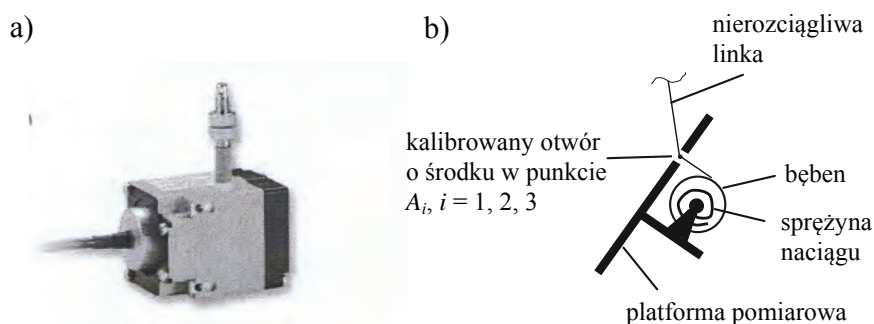 a)
b)
nierozciągliwa
linka
kalibrowany otwór
o środku w punkcie
Aᵢ, i = 1, 2, 3
bęben
sprężyna
naciągu
platforma pomiarowa